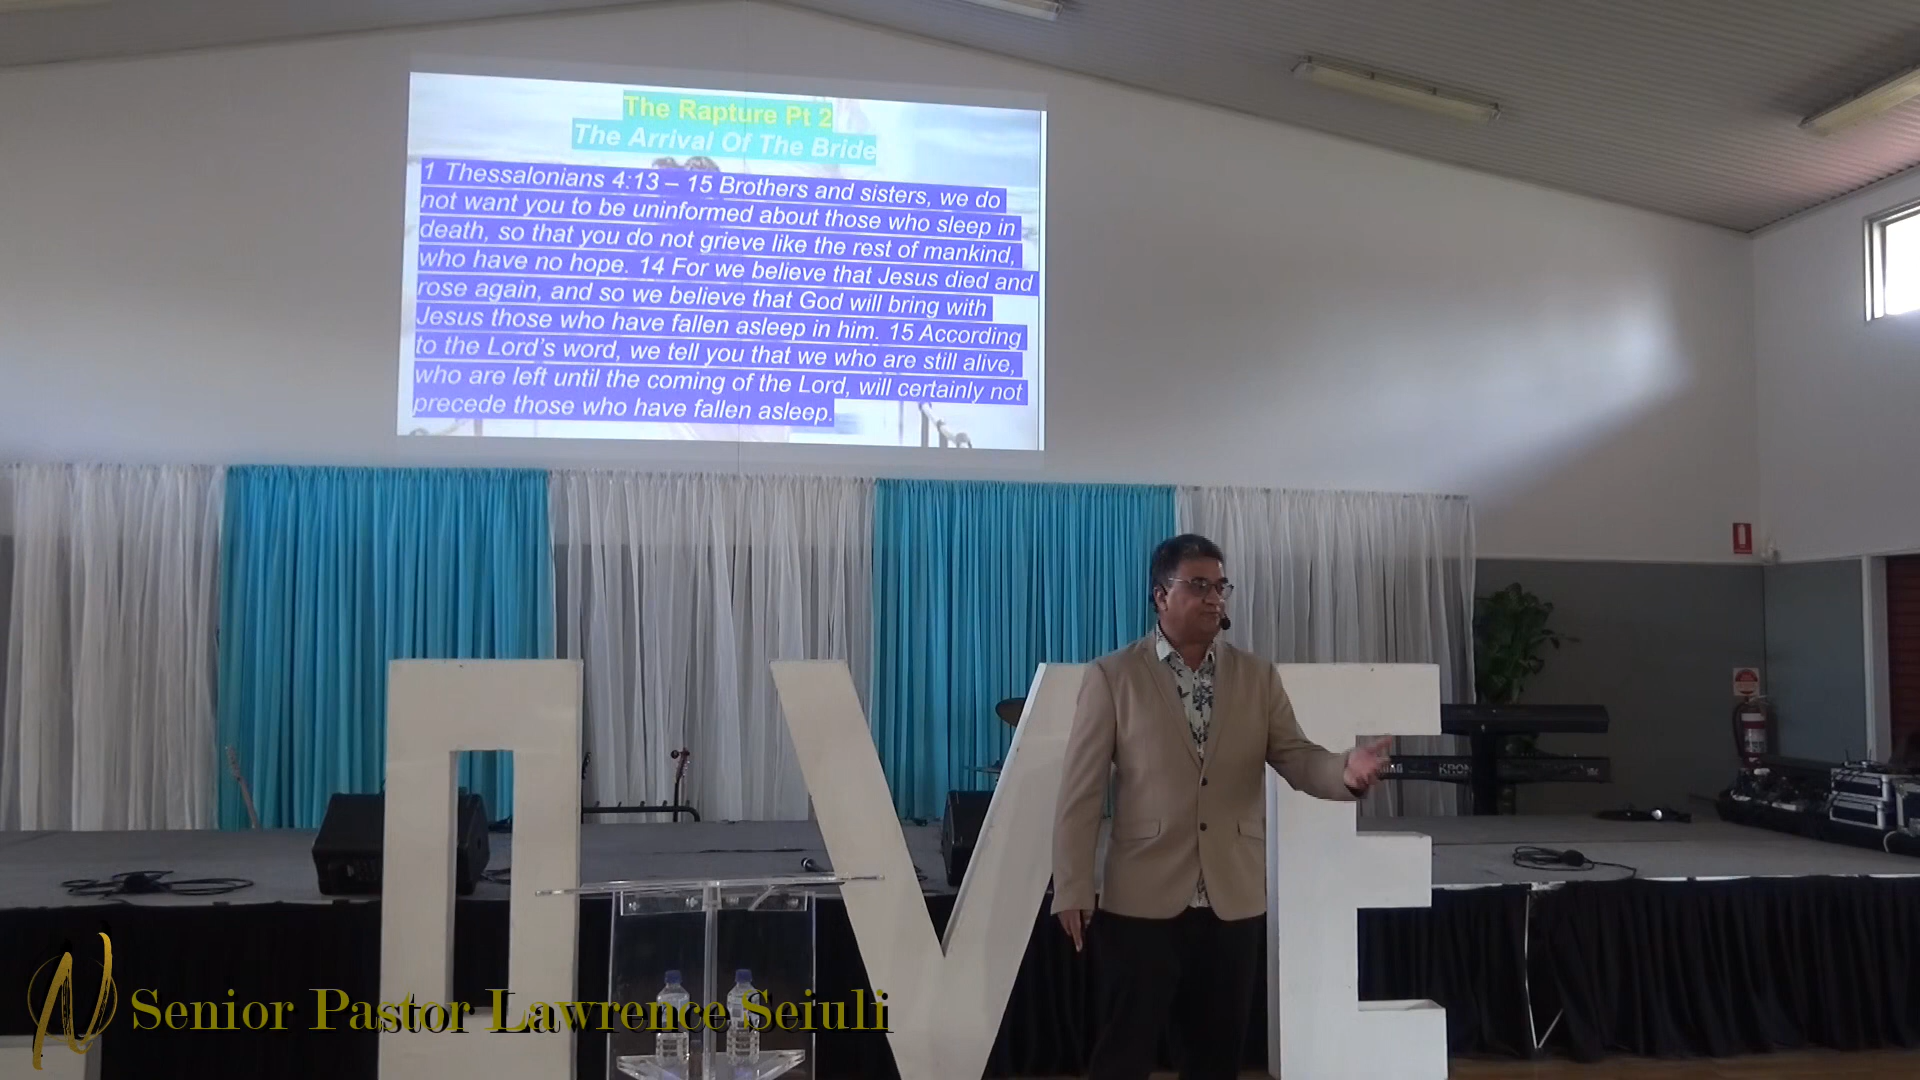 The Rapture Pt 2
The Arrival Of The Bride
1 Thessalonians 4:13 – 15 Brothers and sisters, we do
not want you to be uninformed about those who sleep in
death, so that you do not grieve like the rest of mankind,
who have no hope. 14 For we believe that Jesus died and
rose again, and so we believe that God will bring with
Jesus those who have fallen asleep in him. 15 According
to the Lord's word, we tell you that we who are still alive,
who are left until the coming of the Lord, will certainly not
precede those who have fallen asleep.
OVE
KRON
N Senior Pastor Lawrence Seiuli